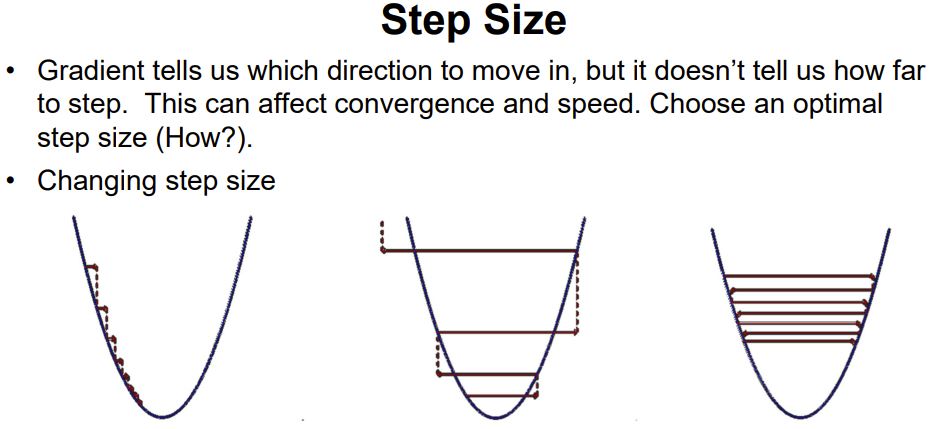 Step Size
• Gradient tells us which direction to move in, but it doesn’t tell us how far
to step.  This can affect convergence and speed. Choose an optimal
step size (How?).
• Changing step size